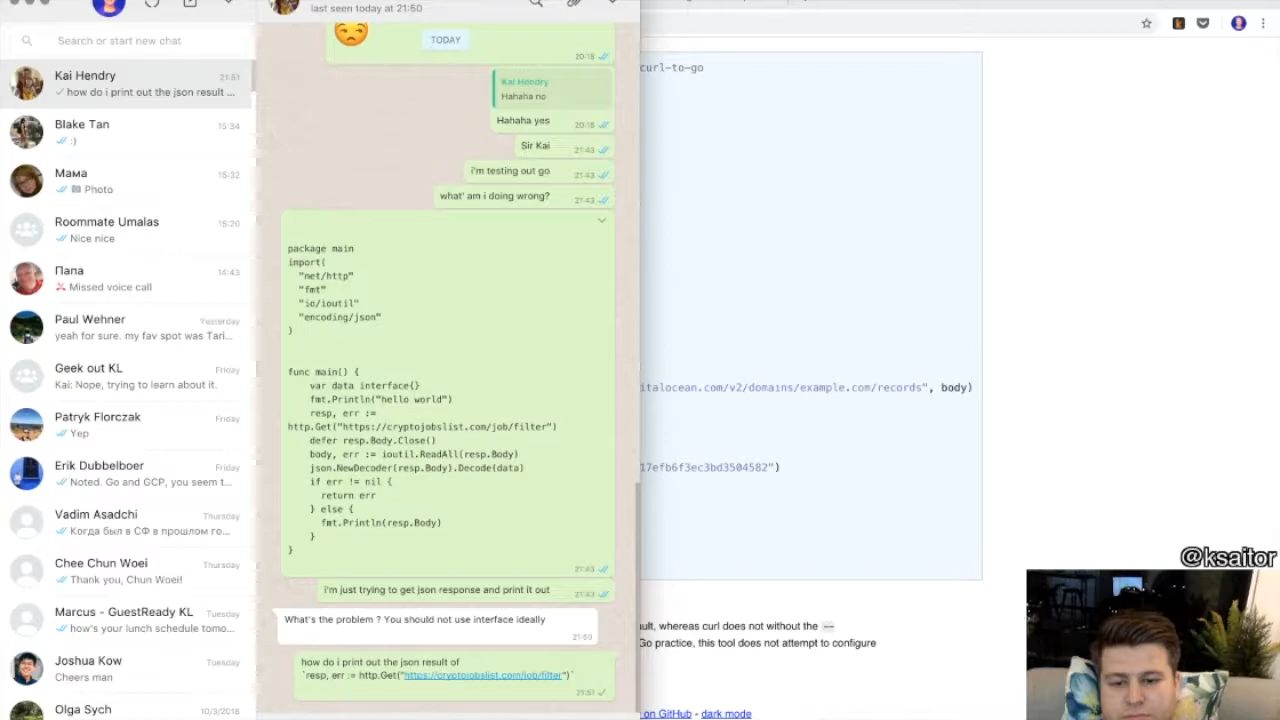 last seen today at 21:50
Search or start new chat
Kai Hendry
21:51
how do i print out the json result ...
Blake Tan
15:34
:)
Мама
15:32
Photo
Roommate Umalas
15:20
Nice nice
Папа
14:43
Missed voice call
Paul Wehner
Yesterday
yeah for sure. my fav spot was Tari...
Geek out KL
Friday
Kai: Nope, trying to learn about it.
Patryk Florczak
Friday
Yep
Erik Dubbelboer
Friday
Noted. Go and GCP, you seem t...
Vadim Asadchi
Thursday
Когда был в СФ в прошлом го...
Chee Chun Woei
Thursday
Thank you, Chun Woei!
Marcus - GuestReady KL
Tuesday
how's your lunch schedule tomo...
Joshua Kow
Tuesday
Cheers man
Olga Sych
10/3/2018
TODAY
20:18
Kai Hendry
Hahaha no
Hahaha yes
20:18
Sir Kai
21:43
i'm testing out go
21:43
what' am i doing wrong?
21:43
package main
import(
"net/http"
"fmt"
"io/ioutil"
"encoding/json"
)
func main() {
var data interface{}
fmt.Println("hello world")
resp, err :=
http.Get("https://cryptojobslist.com/job/filter")
defer resp.Body.Close()
body, err := ioutil.ReadAll(resp.Body)
json.NewDecoder(resp.Body).Decode(data)
if err != nil {
return err
} else {
fmt.Println(resp.Body)
}
}
21:43
i'm just trying to get json response and print it out
21:43
What's the problem ? You should not use interface ideally
21:50
how do i print out the json result of
`resp, err := http.Get("https://cryptojobslist.com/job/filter")`
21:51
curl-to-go
italocean.com/v2/domains/example.com/records", body)
17efb6f3ec3bd3504582")
ult, whereas curl does not without the --
Go practice, this tool does not attempt to configure
on GitHub - dark mode
@ksaitor